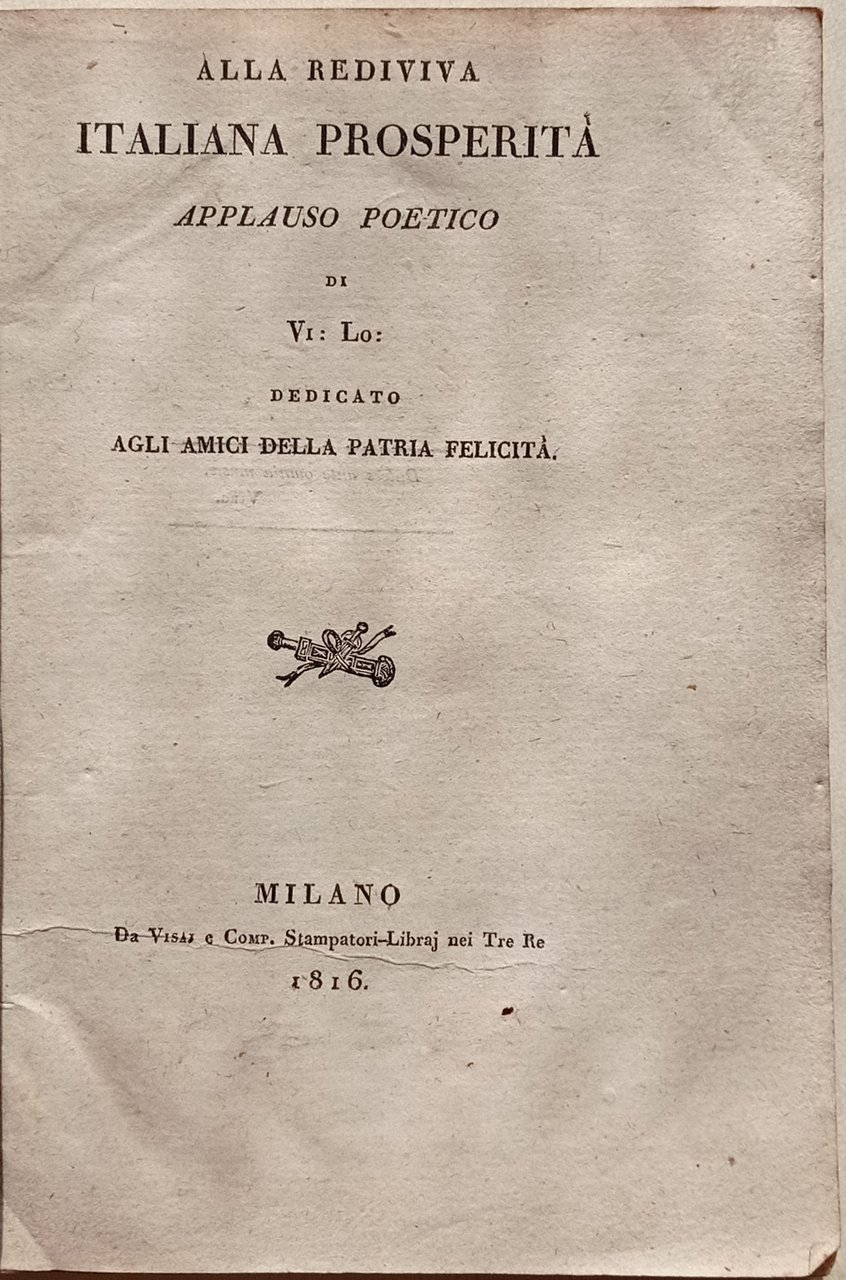 ALLA REDIVIVA
ITALIANA PROSPERITÀ
APPLAUSO POETICO
DI
VI: LO:
DEDICATO
AGLI AMICI DELLA PATRIA FELICITÀ.
MILANO
Da VISAJ e COMP. Stampatori-Libraj nei Tre Re
1816.